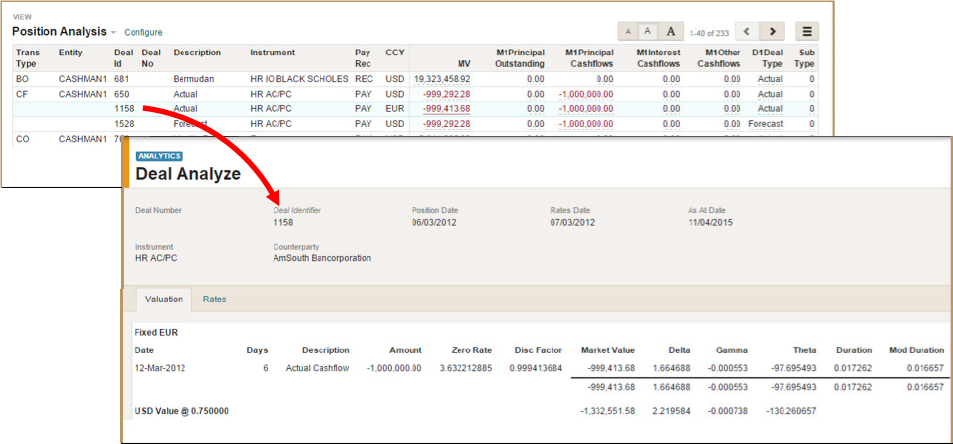 VIEW
Position Analysis - Configure A A A 1-40 of 233
Trans Type Entity Deal Id Deal No Description Instrument Pay Rec CCY MV M1Principal Outstanding M1Principal Cashflows M1Interest Cashflows M1Other Cashflows D1Deal Type Sub Type
BO CASHMAN1 681 Bermudan HR IO BLACK SCHOLES REC USD 19,323,458.92 0.00 0.00 0.00 0.00 Actual 0
CF CASHMAN1 650 Actual HR AC/PC PAY USD -999,292.28 0.00 -1,000,000.00 0.00 0.00 Actual 0
1158 Actual HR AC/PC PAY EUR -999,413.68 0.00 -1,000,000.00 0.00 0.00 Actual 0
1528 Forecast HR AC/PC PAY USD -999,292.28 0.00 -1,000,000.00 0.00 0.00 Forecast 0
CO CASHMAN1
ANALYTICS
Deal Analyze
Deal Number Deal Identifier Position Date Rates Date As At Date
1158 06/03/2012 07/03/2012 11/04/2015
Instrument Counterparty
HR AC/PC AmSouth Bancorporation
Valuation Rates
Fixed EUR
Date Days Description Amount Zero Rate Disc Factor Market Value Delta Gamma Theta Duration Mod Duration
12-Mar-2012 6 Actual Cashflow -1,000,000.00 3.632212885 0.999413684 -999,413.68 1.664688 -0.000553 -97.695493 0.017262 0.016657
-999,413.68 1.664688 -0.000553 -97.695493 0.017262 0.016657
USD Value @ 0.750000 -1,332,551.58 2.219584 -0.000738 -130.260657